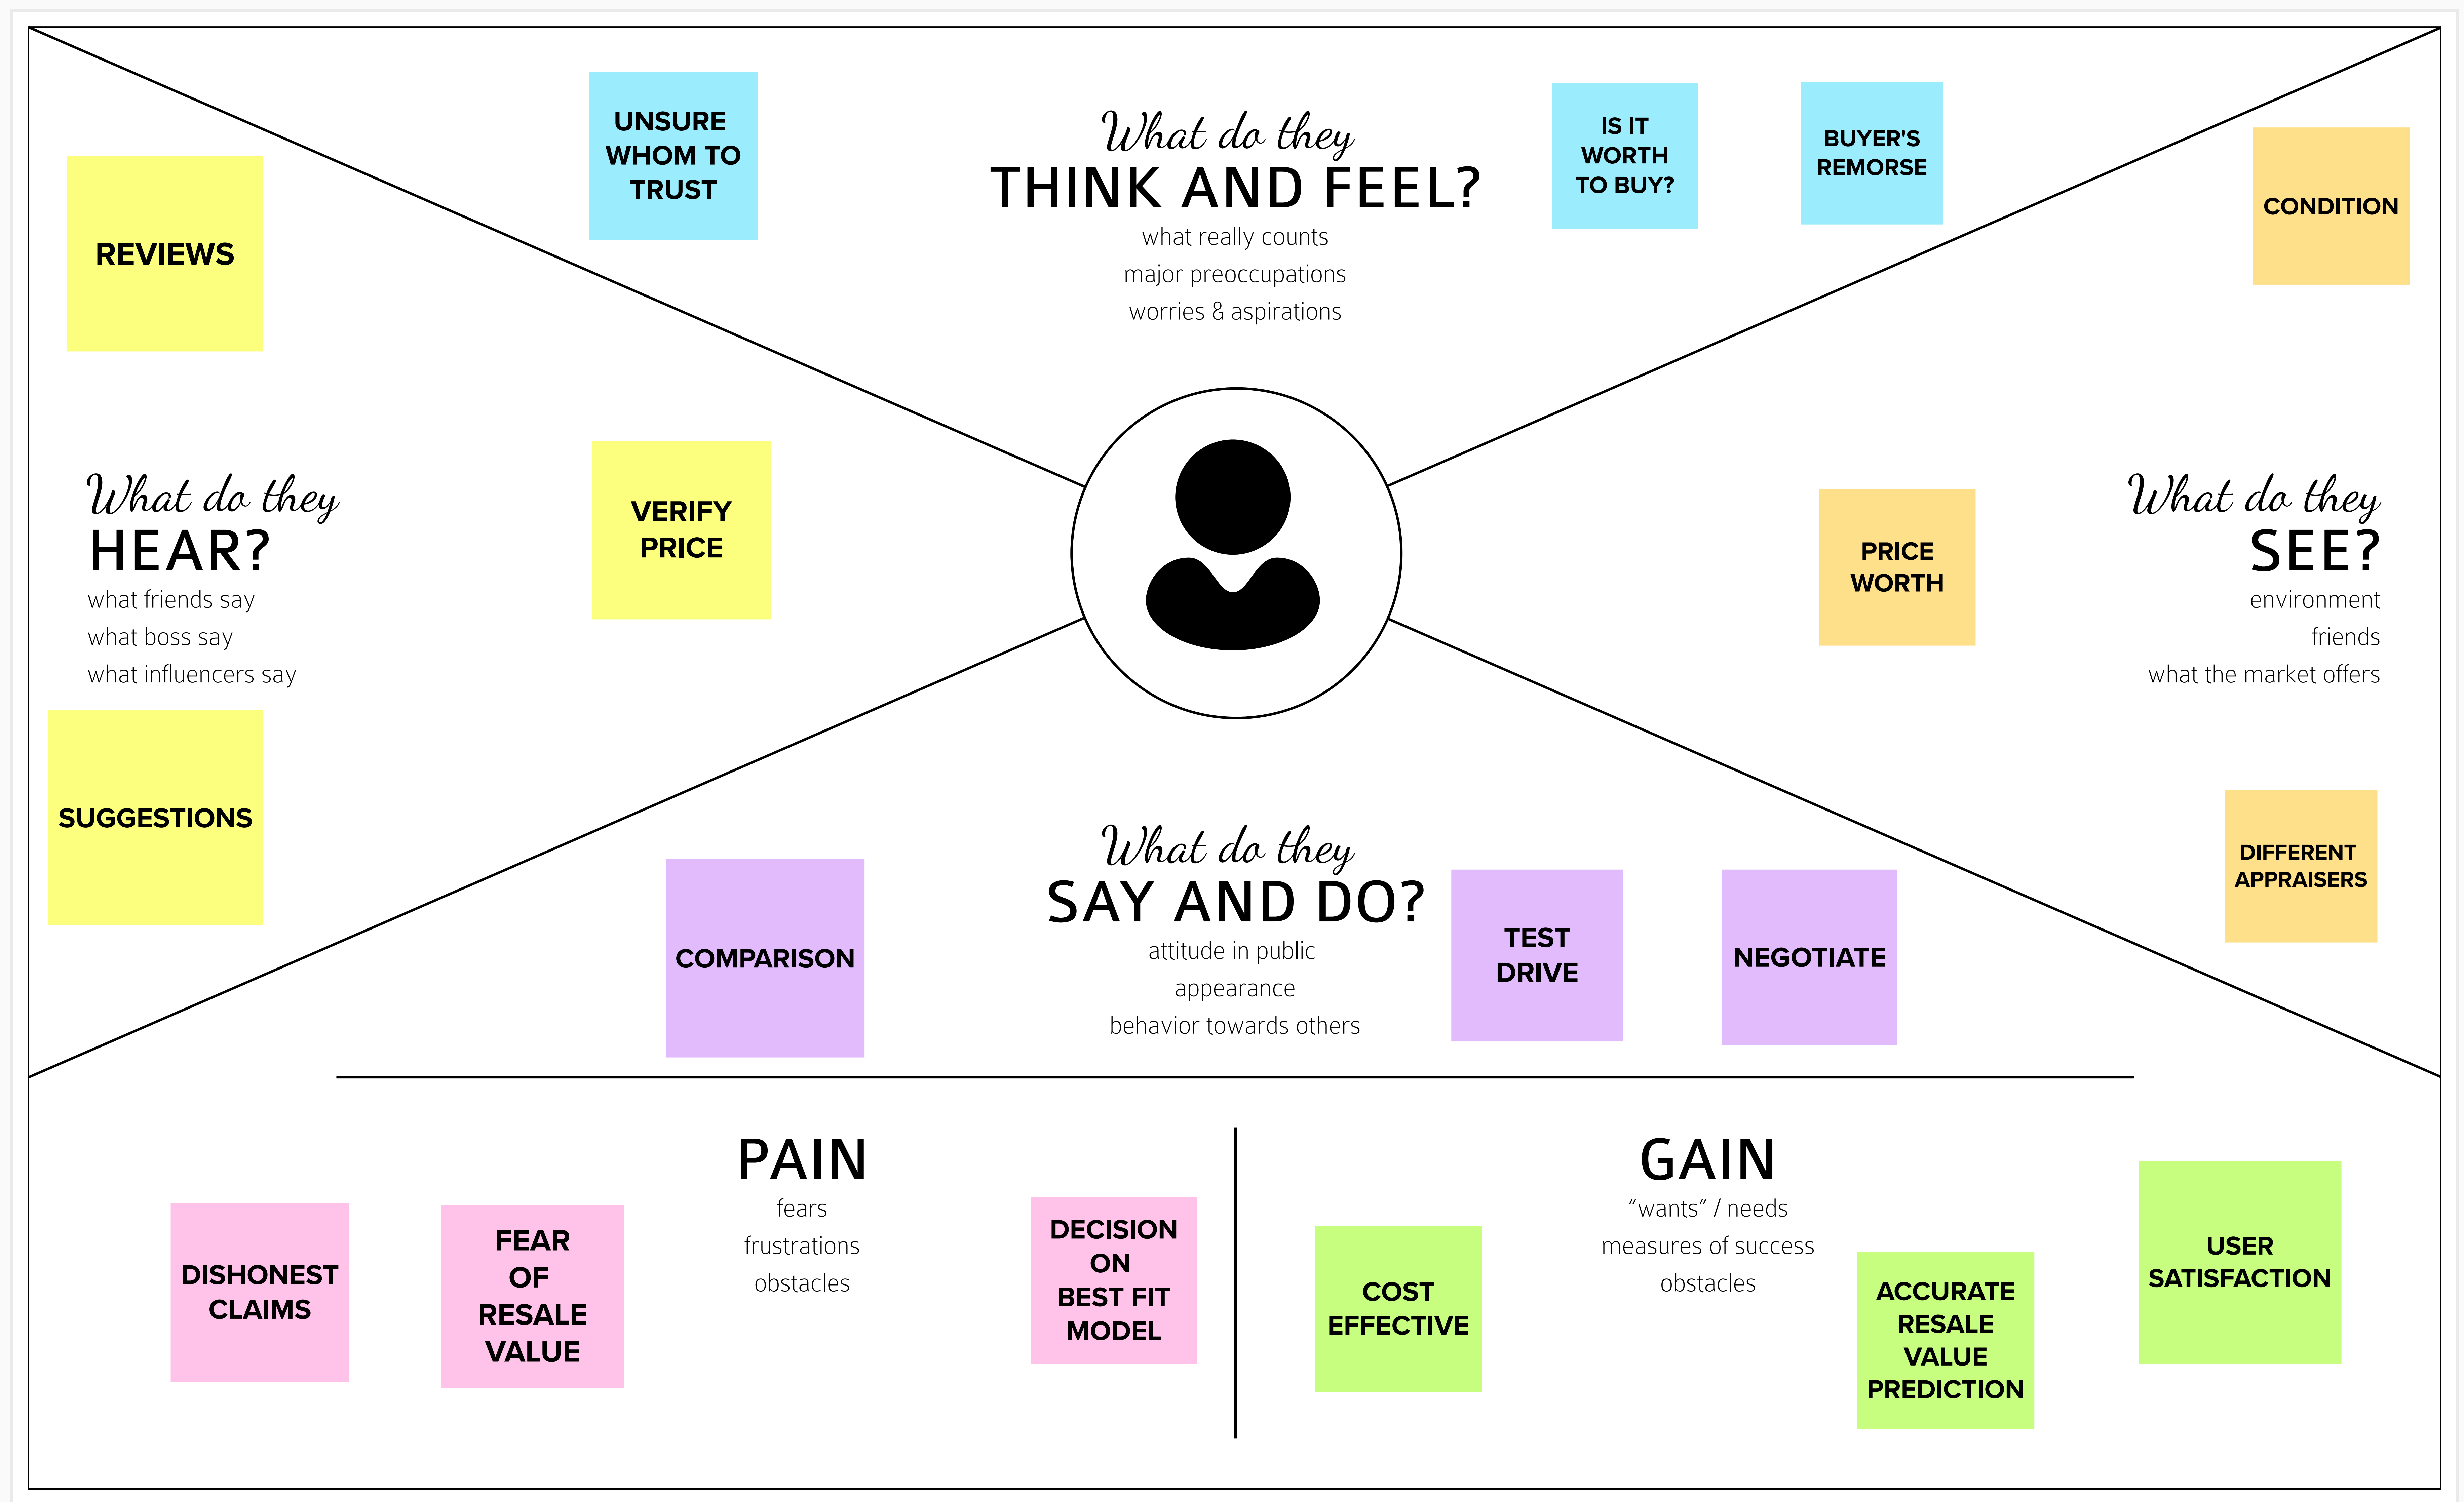 What do they
THINK AND FEEL?
what really counts
major preoccupations
worries & aspirations
UNSURE
WHOM TO
TRUST
IS IT
WORTH
TO BUY?
BUYER'S
REMORSE
What do they
HEAR?
what friends say
what boss say
what influencers say
REVIEWS
VERIFY
PRICE
SUGGESTIONS
What do they
SEE?
environment
friends
what the market offers
CONDITION
PRICE
WORTH
DIFFERENT
APPRAISERS
What do they
SAY AND DO?
attitude in public
appearance
behavior towards others
COMPARISON
TEST
DRIVE
NEGOTIATE
PAIN
fears
frustrations
obstacles
DISHONEST
CLAIMS
FEAR
OF
RESALE
VALUE
DECISION
ON
BEST FIT
MODEL
GAIN
“wants” / needs
measures of success
obstacles
COST
EFFECTIVE
ACCURATE
RESALE
VALUE
PREDICTION
USER
SATISFACTION